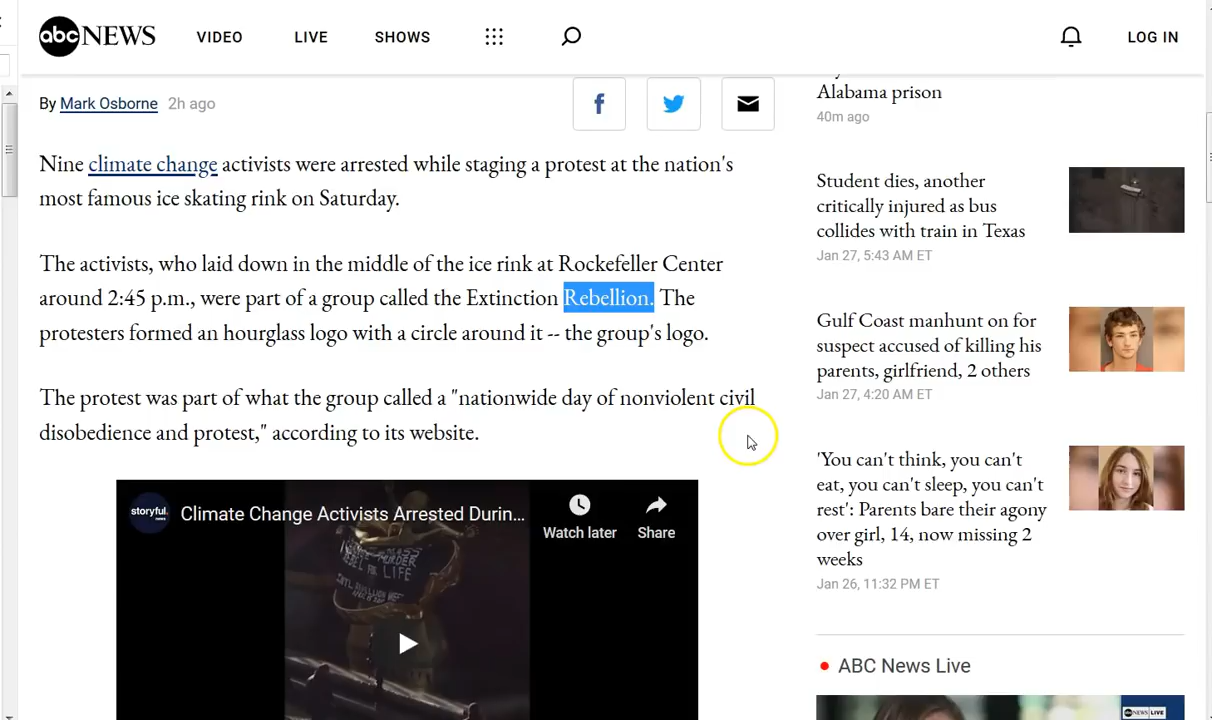 abc NEWS
VIDEO
LIVE
SHOWS
LOG IN
By Mark Osborne 2h ago
Nine climate change activists were arrested while staging a protest at the nation's
most famous ice skating rink on Saturday.
The activists, who laid down in the middle of the ice rink at Rockefeller Center
around 2:45 p.m., were part of a group called the Extinction Rebellion. The
protesters formed an hourglass logo with a circle around it -- the group's logo.
The protest was part of what the group called a "nationwide day of nonviolent civil
disobedience and protest," according to its website.
storyful.
news
Climate Change Activists Arrested Durin...
Watch later
Share
REBEL FOR
LIFE
Alabama prison
40m ago
Student dies, another
critically injured as bus
collides with train in Texas
Jan 27, 5:43 AM ET
Gulf Coast manhunt on for
suspect accused of killing his
parents, girlfriend, 2 others
Jan 27, 4:20 AM ET
'You can't think, you can't
eat, you can't sleep, you can't
rest': Parents bare their agony
over girl, 14, now missing 2
weeks
Jan 26, 11:32 PM ET
ABC News Live
abc NEWS LIVE